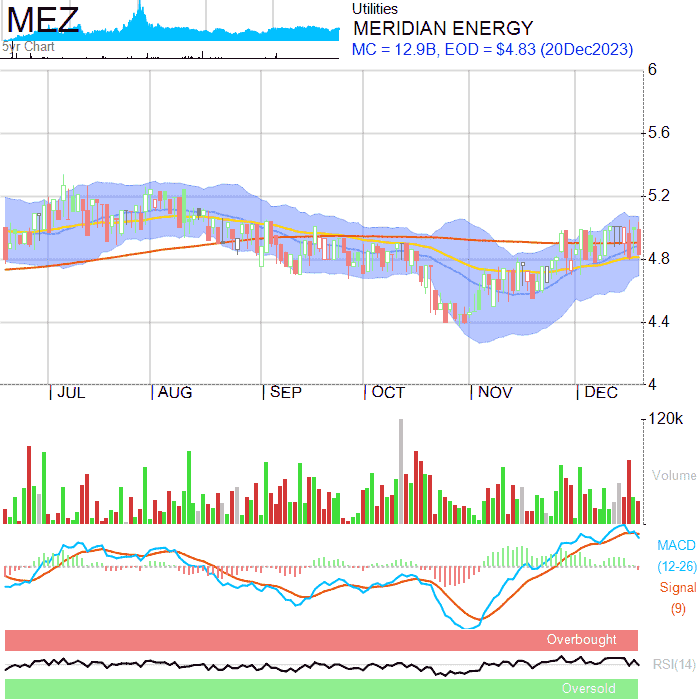 MEZ
5yr Chart
Utilities
MERIDIAN ENERGY
MC = 12.9B, EOD = $4.83 (20Dec2023)
6
5.6
5.2
4.8
4.4
4
JUL AUG SEP OCT NOV DEC
120k
Volume
MACD
(12-26)
Signal
(9)
Overbought
RSI(14)
Oversold